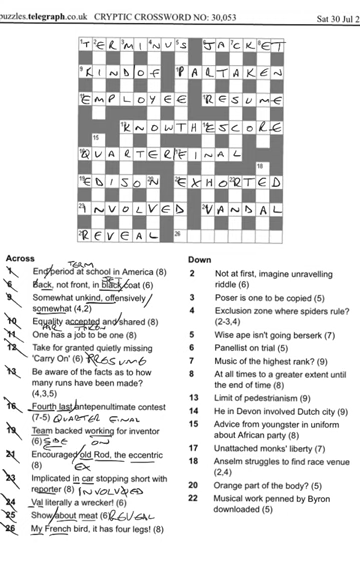 puzzles.telegraph.co.uk CRYPTIC CROSSWORD NO: 30,053
Sat 30 Jul 2
TERMINUS JACKET
KINDOF PARTAKEN
EMPLOYEE RESUME
KNOWTHESCORE
QUARTERFINAL
EDISON EXHORTED
INVOLVED VANDAL
REVEAL
Across
1 End period at school in America (8)
TERM
6 Back, not front, in black coat (6)
9 Somewhat unkind, offensively
somewhat (4,2)
10 Equality accepted and shared (8)
11 One has a job to be one (8)
12 Take for granted quietly missing
'Carry On' (6) PRESUME
13 Be aware of the facts as to how
many runs have been made?
(4,3,5)
16 Fourth last antepenultimate contest
(7-5) QUARTER FINAL
19 Team backed working for inventor
(6) ON
21 Encouraged old Rod, the eccentric
(8) EX
23 Implicated in car stopping short with
reporter (8) INVOLV ED
24 Val literally a wrecker! (6)
25 Show about meat (6) REVEAL
26 My French bird, it has four legs! (8)
Down
2 Not at first, imagine unravelling
riddle (6)
3 Poser is one to be copied (5)
4 Exclusion zone where spiders rule?
(2-3,4)
5 Wise ape isn't going berserk (7)
6 Panellist on trial (5)
7 Music of the highest rank? (9)
8 At all times to a greater extent until
the end of time (8)
13 Limit of pedestrianism (9)
14 He in Devon involved Dutch city (9)
15 Advice from youngster in uniform
about African party (8)
17 Unattached monks' liberty (7)
18 Anselm struggles to find race venue
(2,4)
20 Orange part of the body? (5)
22 Musical work penned by Byron
downloaded (5)